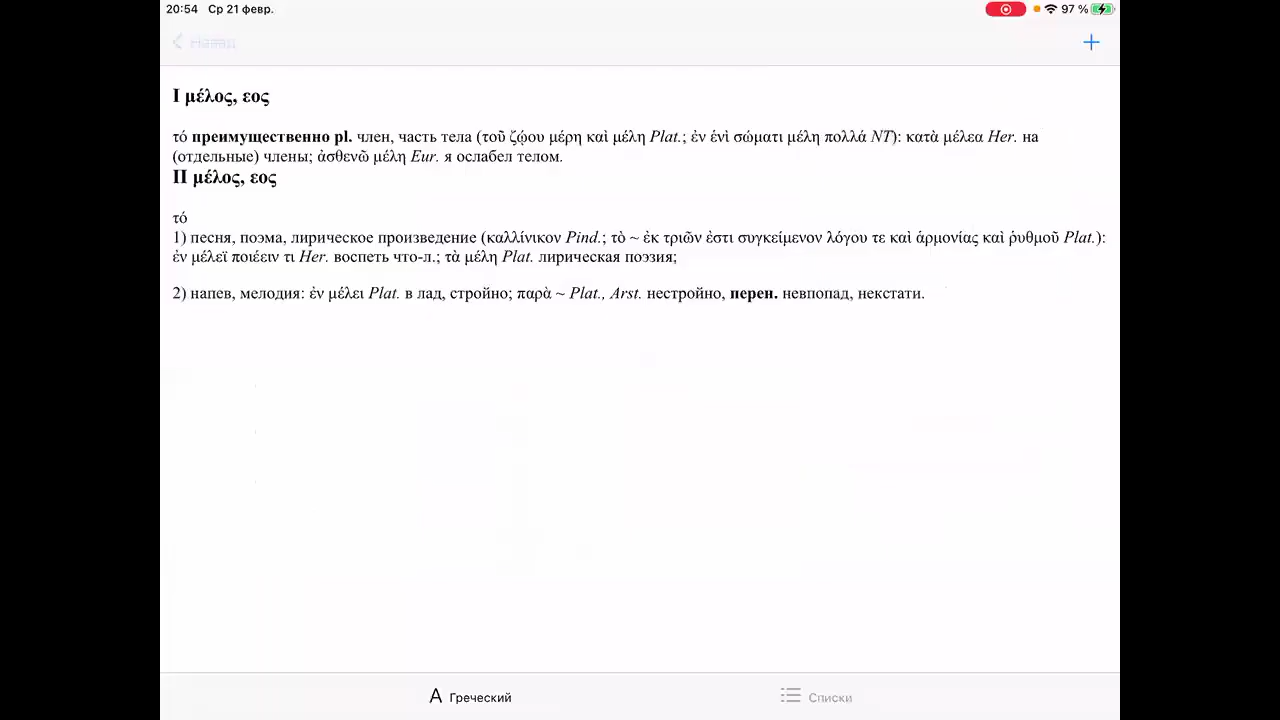 20:54 Ср 21 февр. 97 %
Назад
I μέλος, εος
τό преимущественно pl. член, часть тела (τοῦ ζῴου μέρη καὶ μέλη Plat.; ἐν ἑνὶ σώματι μέλη πολλά NT): κατὰ μέλεα Her. на
(отдельные) члены; ἀσθενῶ μέλη Eur. я ослабел телом.
II μέλος, εος
τό
1) песня, поэма, лирическое произведение (καλλίνικον Pind.; τὸ ~ ἐκ τριῶν ἐστι συγκείμενον λόγου τε καὶ ἁρμονίας καὶ ῥυθμοῦ Plat.):
ἐν μέλεϊ ποιέειν τι Her. воспеть что-л.; τὰ μέλη Plat. лирическая поэзия;
2) напев, мелодия: ἐν μέλει Plat. в лад, стройно; παρὰ ~ Plat., Arst. нестройно, перен. невпопад, некстати.
A Греческий
Списки